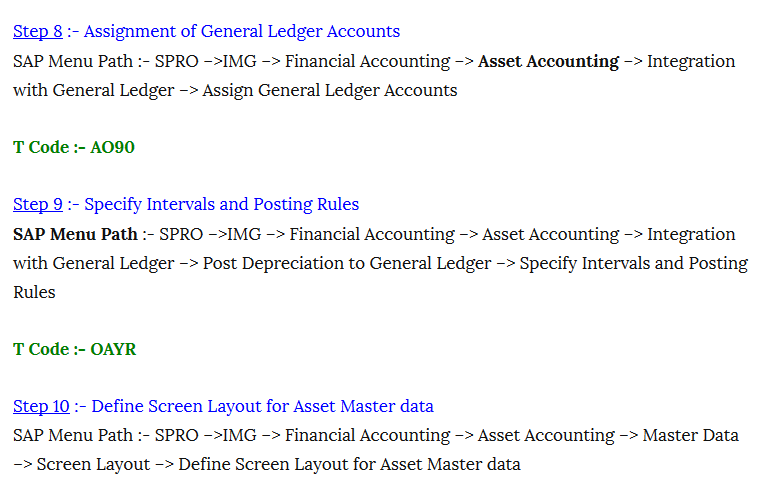 Step 8 :- Assignment of General Ledger Accounts
SAP Menu Path :- SPRO –>IMG –> Financial Accounting –> Asset Accounting –> Integration
with General Ledger –> Assign General Ledger Accounts
T Code :- AO90
Step 9 :- Specify Intervals and Posting Rules
SAP Menu Path :- SPRO –>IMG –> Financial Accounting –> Asset Accounting –> Integration
with General Ledger –> Post Depreciation to General Ledger –> Specify Intervals and Posting
Rules
T Code :- OAYR
Step 10 :- Define Screen Layout for Asset Master data
SAP Menu Path :- SPRO –>IMG –> Financial Accounting –> Asset Accounting –> Master Data
–> Screen Layout –> Define Screen Layout for Asset Master data